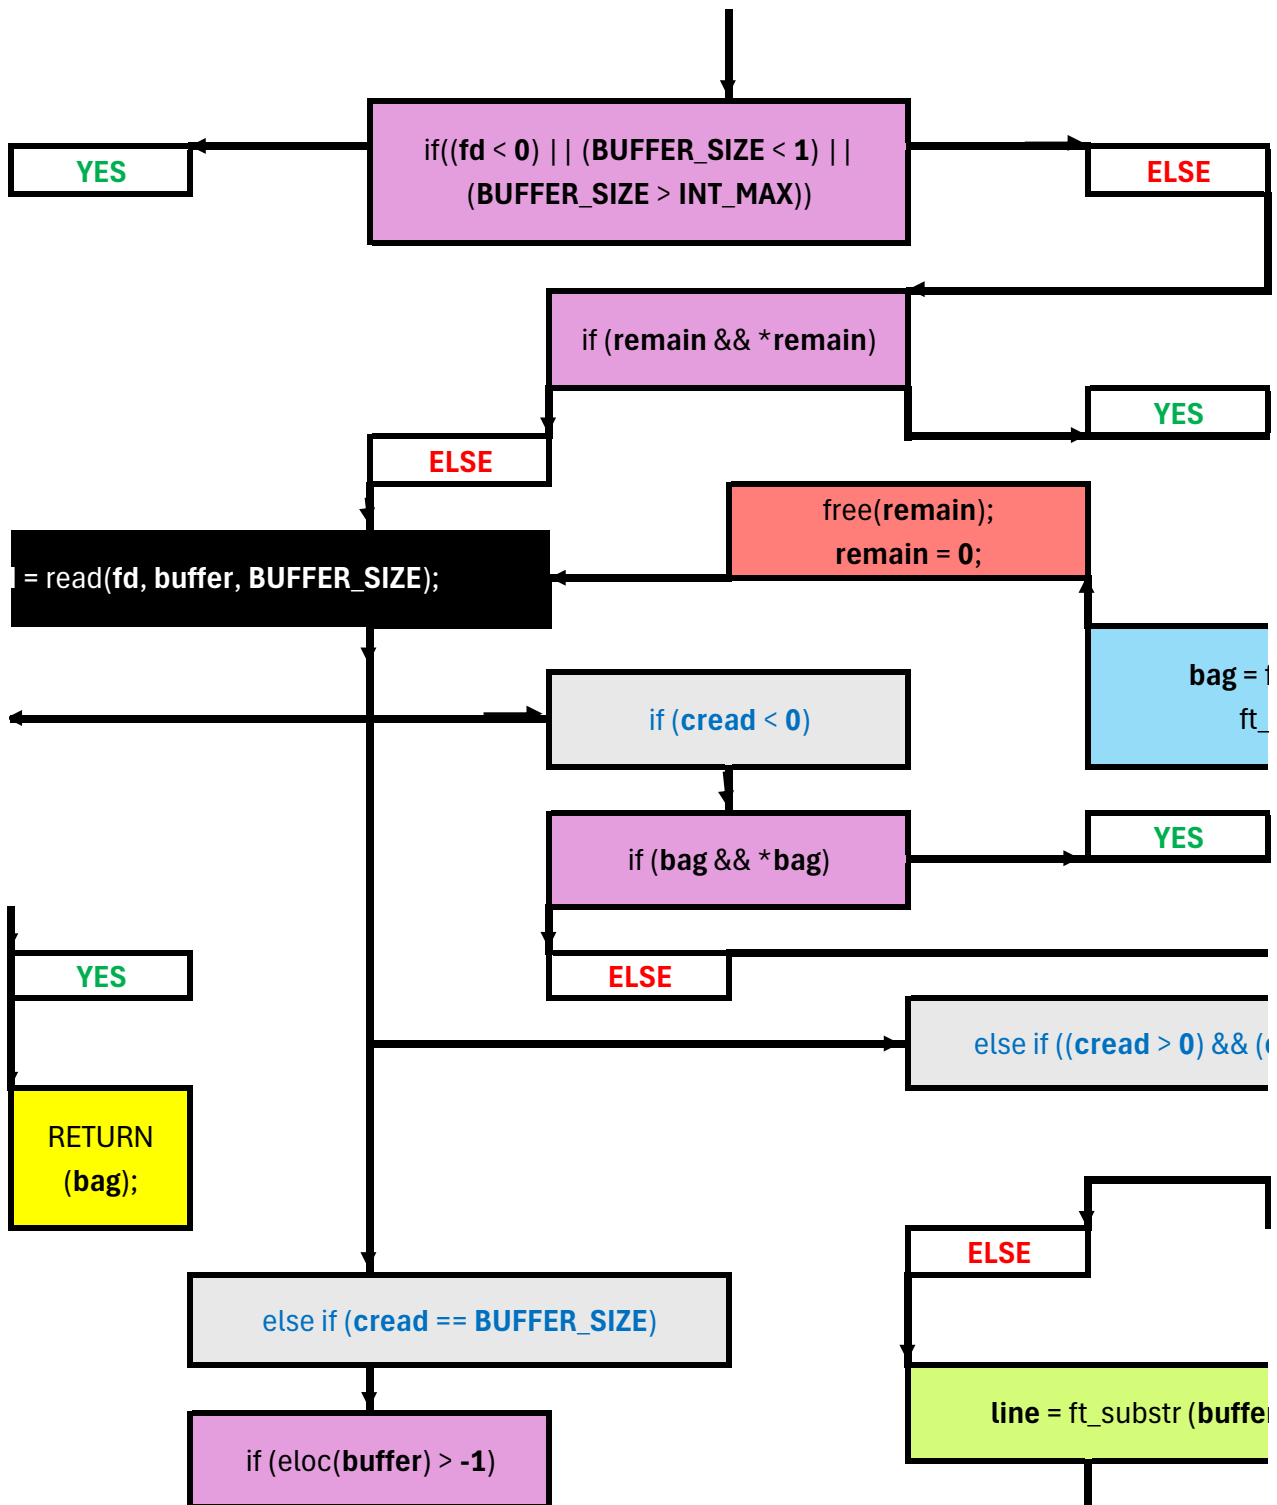 if((fd < 0) || (BUFFER_SIZE < 1) ||
(BUFFER_SIZE > INT_MAX))
YES
ELSE
if (remain && *remain)
YES
ELSE
free(remain);
remain = 0;
= read(fd, buffer, BUFFER_SIZE);
bag =
ft_
if (cread < 0)
if (bag && *bag)
YES
YES
ELSE
else if ((cread > 0) && (
RETURN
(bag);
ELSE
else if (cread == BUFFER_SIZE)
line = ft_substr (buffer
if (eloc(buffer) > -1)